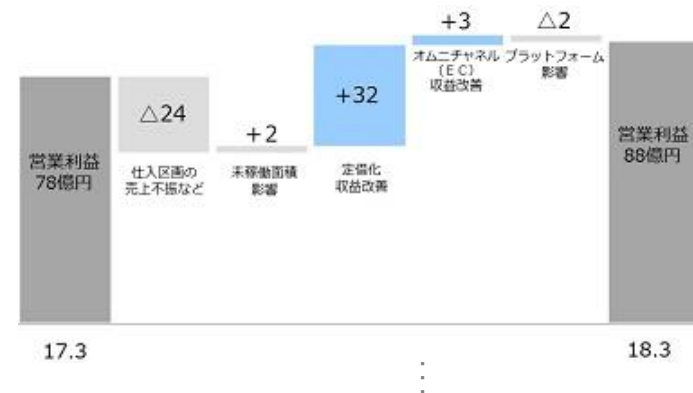 +3
△2
オムニチャネル
(EC)
収益改善
プラットフォーム
影響
+32
△24
+2
営業利益
78億円
仕入区画の
売上不振など
未稼働面積
影響
定借化
収益改善
営業利益
88億円
17.3
18.3